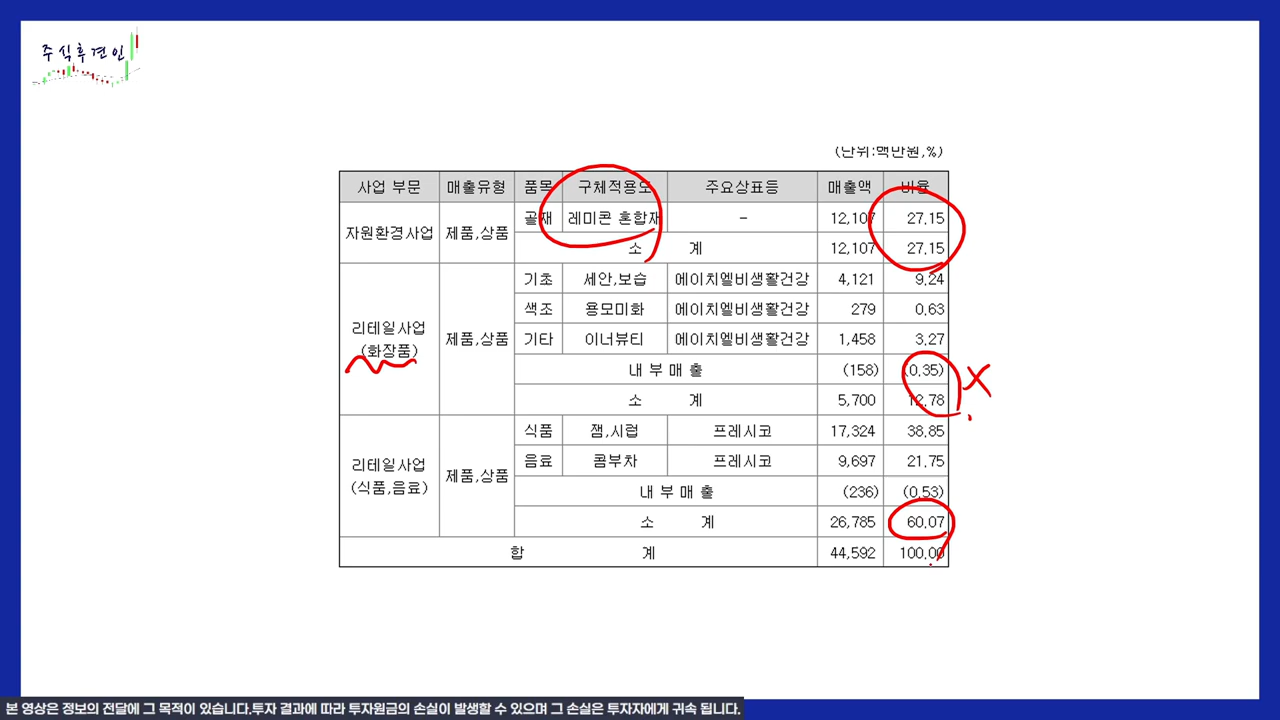 주식후견인
(단위:백만원,%)
사업 부문 매출유형 품목 구체적용도 주요상표등 매출액 비율
자원환경사업 제품,상품 골재 레미콘 혼합재 - 12,107 27.15
소 계 12,107 27.15
리테일사업 (화장품) 제품,상품 기초 세안,보습 에이치엘비생활건강 4,121 9.24
색조 용모미화 에이치엘비생활건강 279 0.63
기타 이너뷰티 에이치엘비생활건강 1,458 3.27
내 부 매 출 (158) (0.35)
소 계 5,700 12.78
리테일사업 (식품,음료) 제품,상품 식품 잼,시럽 프레시코 17,324 38.85
음료 콤부차 프레시코 9,697 21.75
내 부 매 출 (236) (0.53)
소 계 26,785 60.07
합 계 44,592 100.00
본 영상은 정보의 전달에 그 목적이 있습니다.투자 결과에 따라 투자원금의 손실이 발생할 수 있으며 그 손실은 투자자에게 귀속 됩니다.